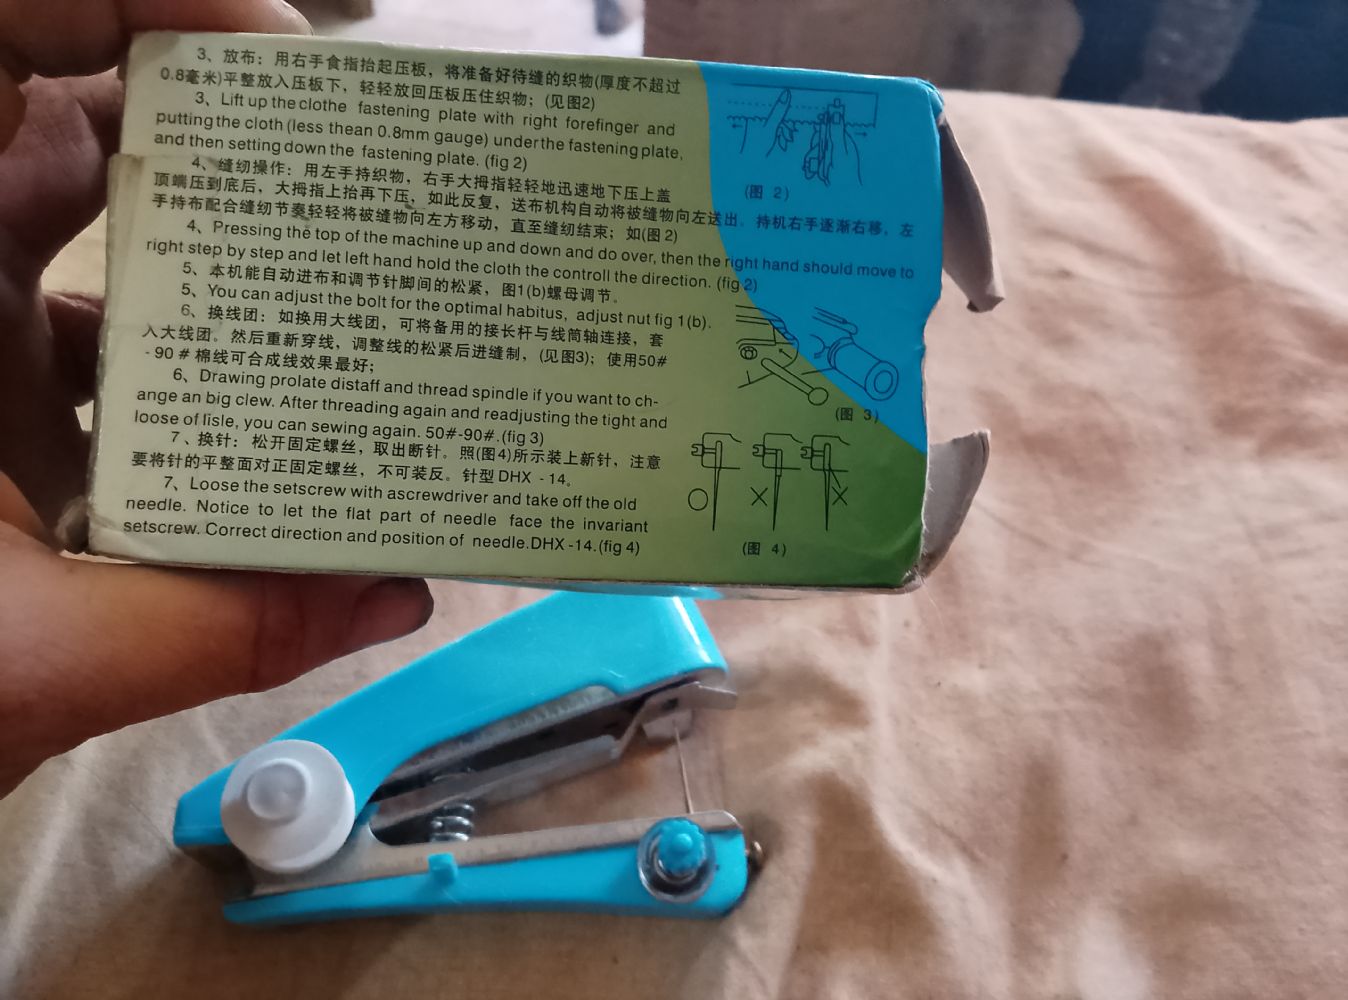 3、放布：用右手食指抬起压板，将准备好待缝的织物(厚度不超过
0.8毫米)平整放入压板下，轻轻放回压板压住织物；(见图2)
3、Lift up the clothe fastening plate with right forefinger and
putting the cloth (less thean 0.8mm gauge) under the fastening plate,
and then setting down the fastening plate. (fig 2)
4、缝纫操作：用左手持织物，右手大拇指轻轻地迅速地下压上盖
顶端压到底后，大拇指上抬再下压，如此反复，送布机构自动将被缝物向左送出。持机右手逐渐右移，左
手持布配合缝纫节奏轻轻将被缝物向左方移动，直至缝纫结束；如(图 2)
4、Pressing the top of the machine up and down and do over, then the right hand should move to
right step by step and let left hand hold the cloth the controll the direction. (fig 2)
5、本机能自动进布和调节针脚间的松紧，图1(b)螺母调节。
5、You can adjust the bolt for the optimal habitus, adjust nut fig 1(b).
6、换线团：如换用大线团，可将备用的接长杆与线筒轴连接，套
入大线团。然后重新穿线，调整线的松紧后进缝制，(见图3)；使用50#
- 90 # 棉线可合成线效果最好；
6、Drawing prolate distaff and thread spindle if you want to ch-
ange an big clew. After threading again and readjusting the tight and
loose of lisle, you can sewing again. 50#-90#.(fig 3)
7、换针：松开固定螺丝，取出断针。照(图4)所示装上新针，注意
要将针的平整面对正固定螺丝，不可装反。针型 DHX - 14。
7、Loose the setscrew with ascrewdriver and take off the old
needle. Notice to let the flat part of needle face the invariant
setscrew. Correct direction and position of needle.DHX -14.(fig 4)
(图 2)
(图 3)
(图 4)